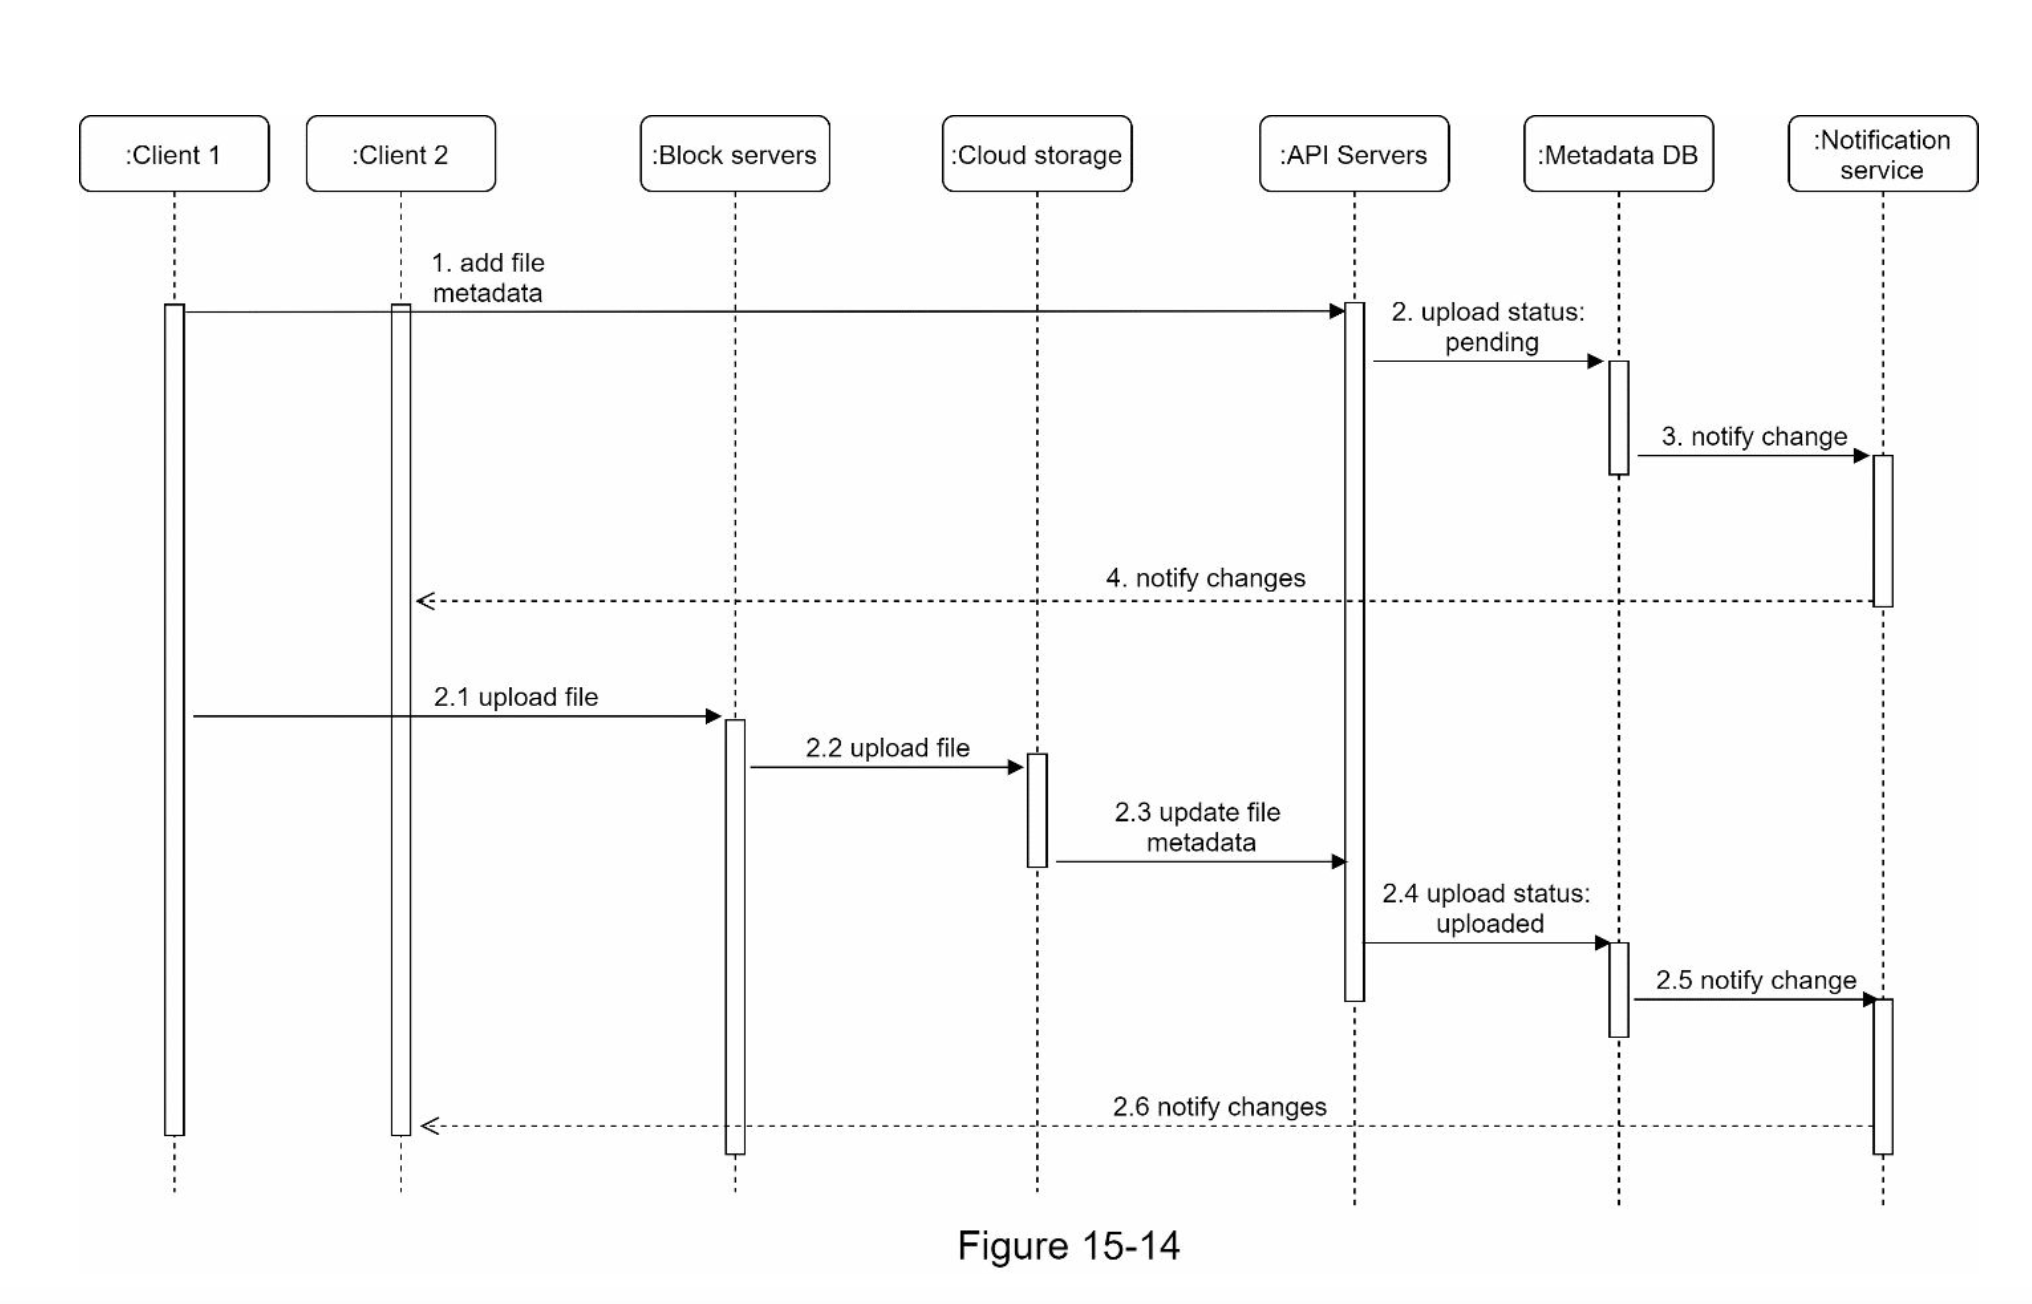 :Client 1
:Client 2
:Block servers
:Cloud storage
:API Servers
:Metadata DB
:Notification
service
1. add file
metadata
2. upload status:
pending
3. notify change
4. notify changes
2.1 upload file
2.2 upload file
2.3 update file
metadata
2.4 upload status:
uploaded
2.5 notify change
2.6 notify changes
Figure 15-14